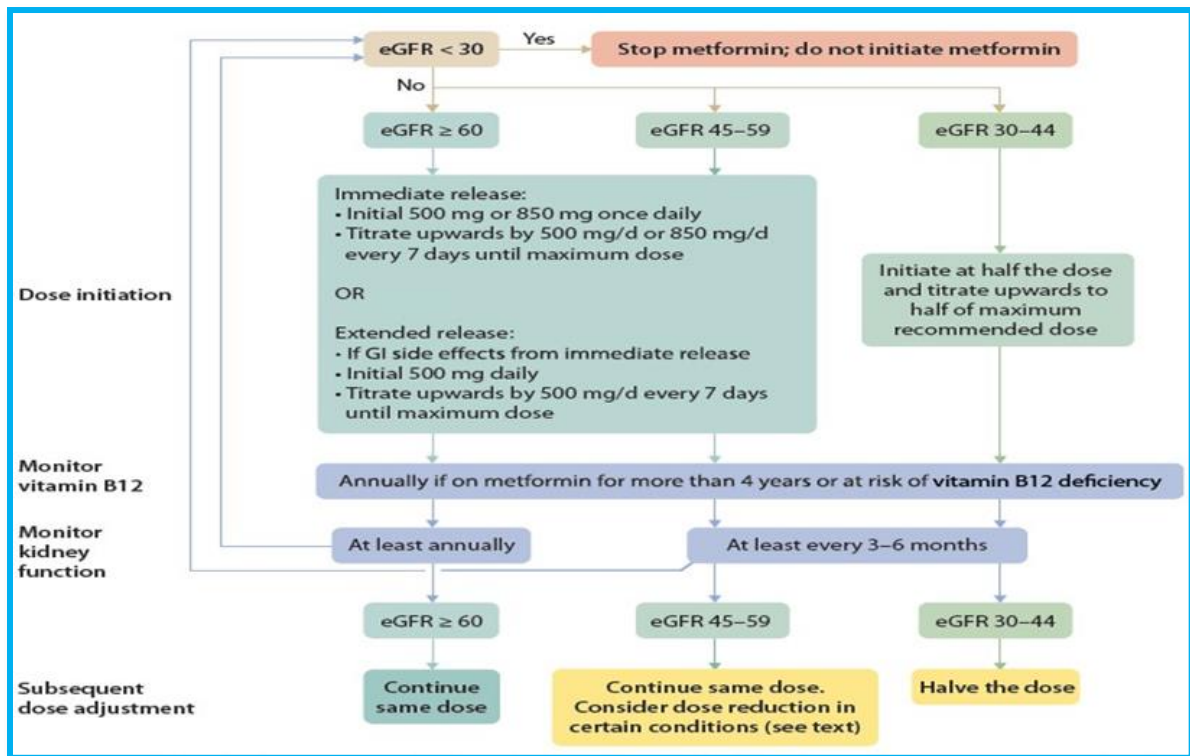 eGFR < 30
Yes
Stop metformin; do not initiate metformin
No
eGFR ≥ 60
eGFR 45–59
eGFR 30–44
Dose initiation
Immediate release:
• Initial 500 mg or 850 mg once daily
• Titrate upwards by 500 mg/d or 850 mg/d
every 7 days until maximum dose
OR
Extended release:
• If GI side effects from immediate release
• Initial 500 mg daily
• Titrate upwards by 500 mg/d every 7 days
until maximum dose
Initiate at half the dose
and titrate upwards to
half of maximum
recommended dose
Monitor
vitamin B12
Annually if on metformin for more than 4 years or at risk of vitamin B12 deficiency
Monitor
kidney
function
At least annually
At least every 3–6 months
eGFR ≥ 60
eGFR 45–59
eGFR 30–44
Subsequent
dose adjustment
Continue
same dose
Continue same dose.
Consider dose reduction in
certain conditions (see text)
Halve the dose